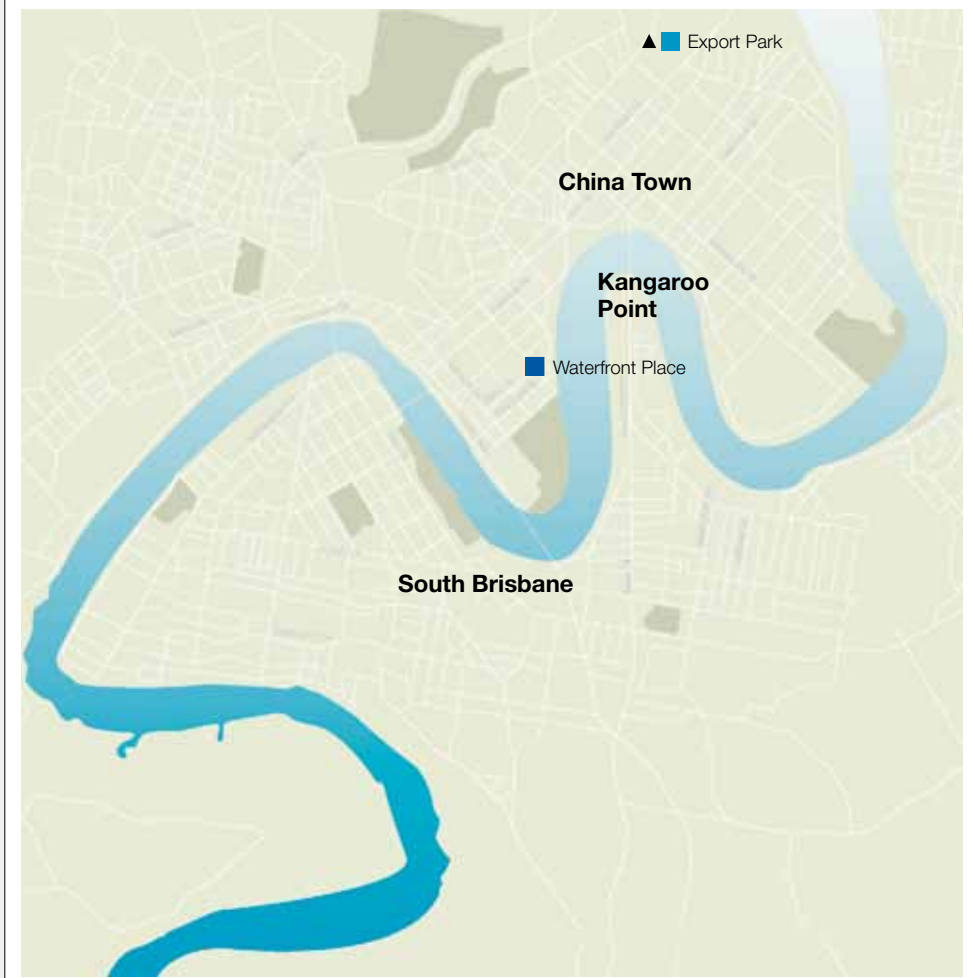 Export Park
China Town
Kangaroo
Point
Waterfront Place
South Brisbane